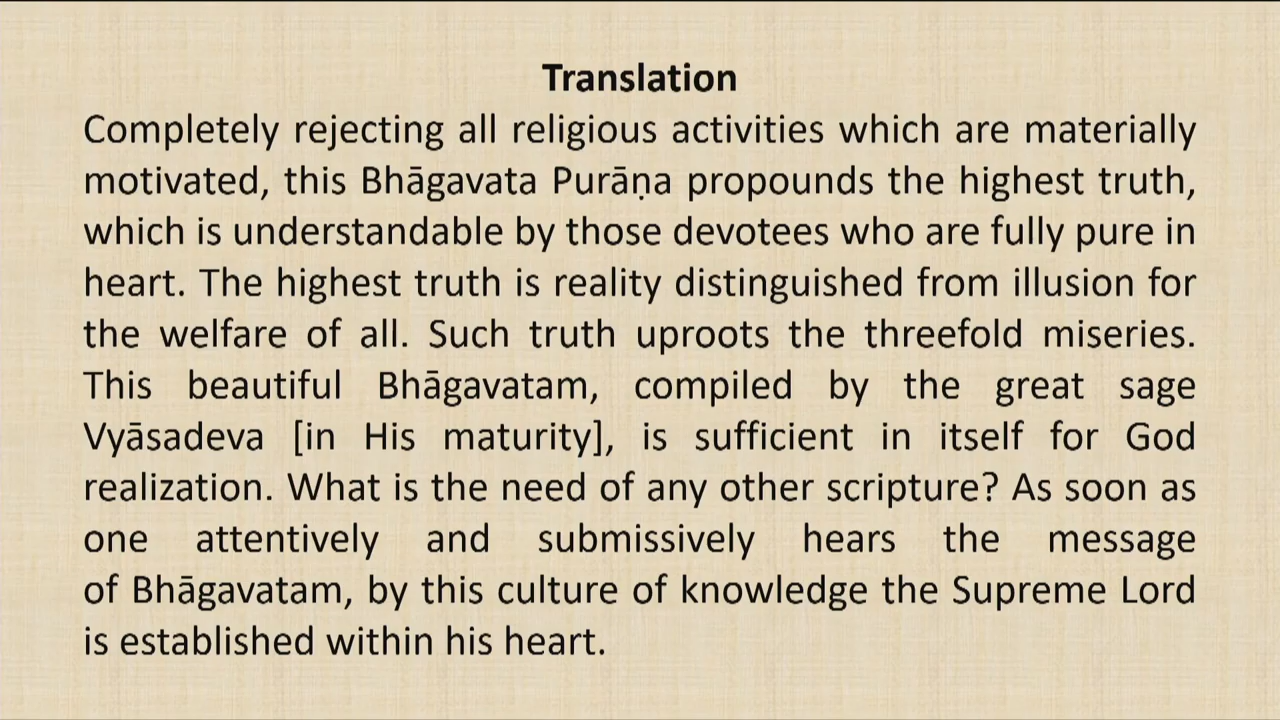 Translation
Completely rejecting all religious activities which are materially
motivated, this Bhāgavata Purāṇa propounds the highest truth,
which is understandable by those devotees who are fully pure in
heart. The highest truth is reality distinguished from illusion for
the welfare of all. Such truth uproots the threefold miseries.
This beautiful Bhāgavatam, compiled by the great sage
Vyāsadeva [in His maturity], is sufficient in itself for God
realization. What is the need of any other scripture? As soon as
one attentively and submissively hears the message
of Bhāgavatam, by this culture of knowledge the Supreme Lord
is established within his heart.